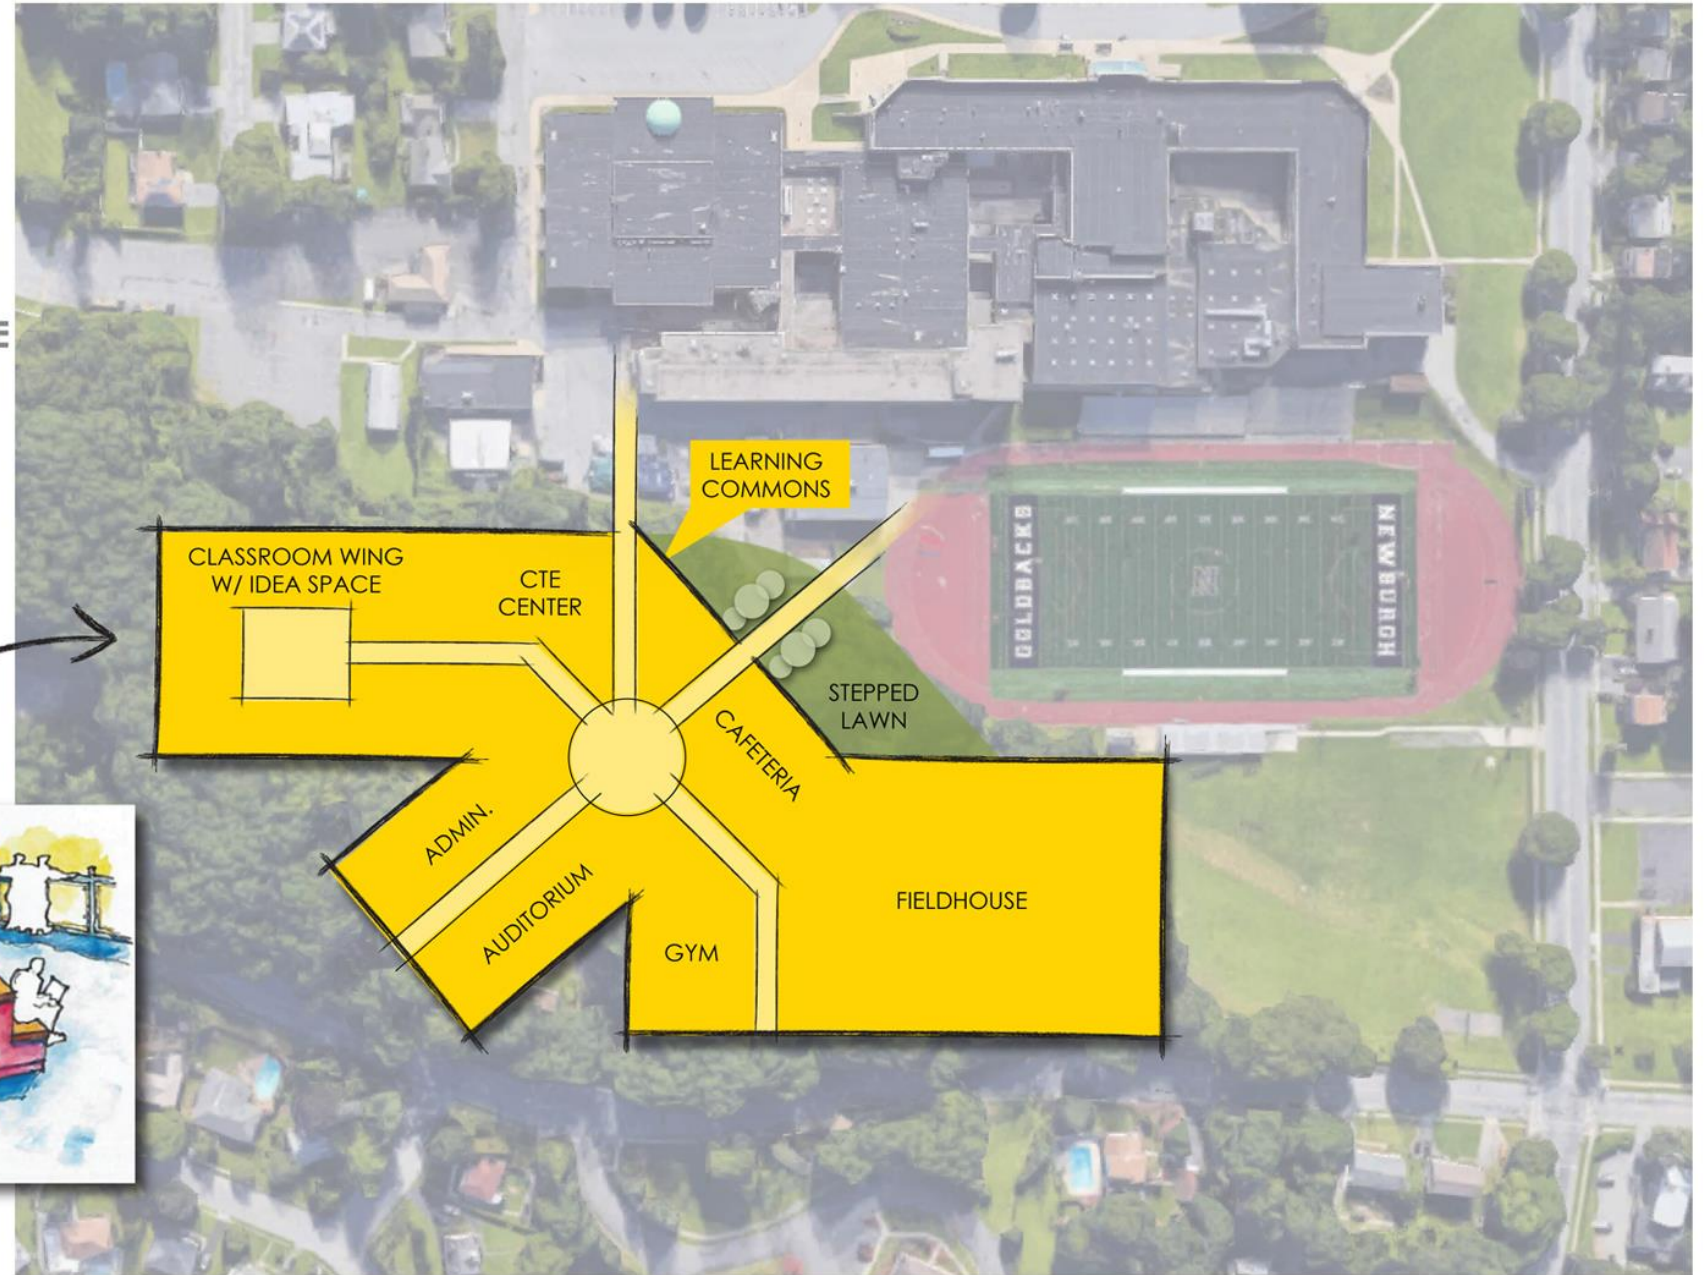 E
LEARNING
COMMONS
CLASSROOM WING
W/ IDEA SPACE
CTE
CENTER
GOLDBACKS
N
NEWBURGH
STEPPED
LAWN
CAFETERIA
ADMIN.
AUDITORIUM
FIELDHOUSE
GYM